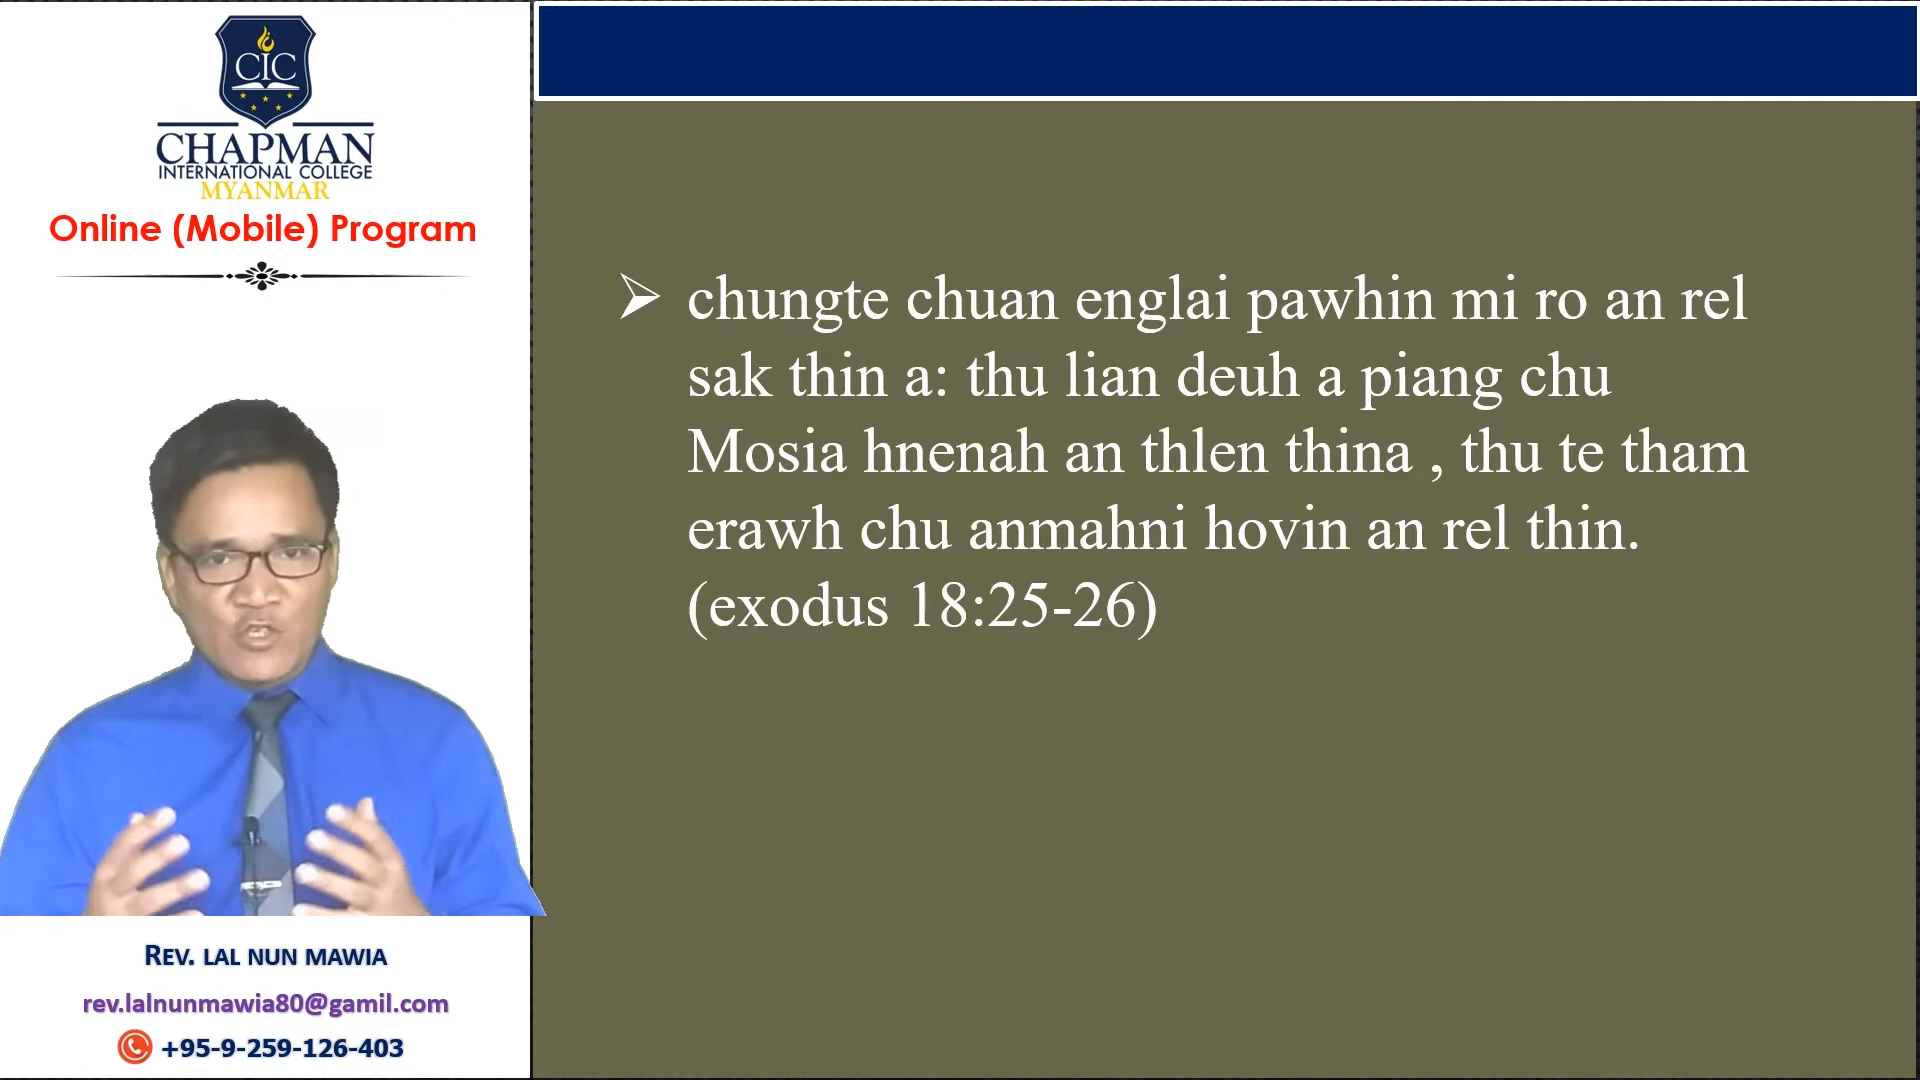 CIC
CHAPMAN
INTERNATIONAL COLLEGE
MYANMAR
Online (Mobile) Program
REV. LAL NUN MAWIA
rev.lalnunmawia80@gamil.com
+95-9-259-126-403
➢ chungte chuan englai pawhin mi ro an rel
sak thin a: thu lian deuh a piang chu
Mosia hnenah an thlen thina , thu te tham
erawh chu anmahni hovin an rel thin.
(exodus 18:25-26)